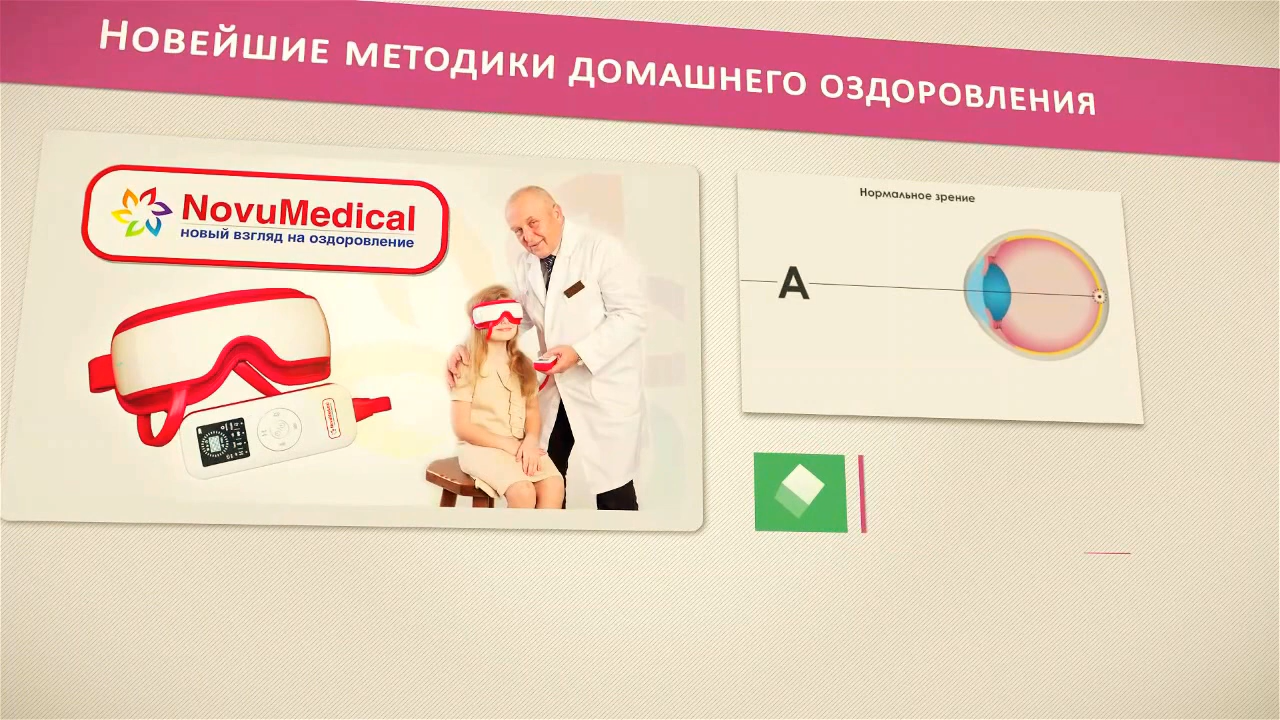 Новейшие методики домашнего оздоровления
NovuMedical
новый взгляд на оздоровление
Нормальное зрение
А